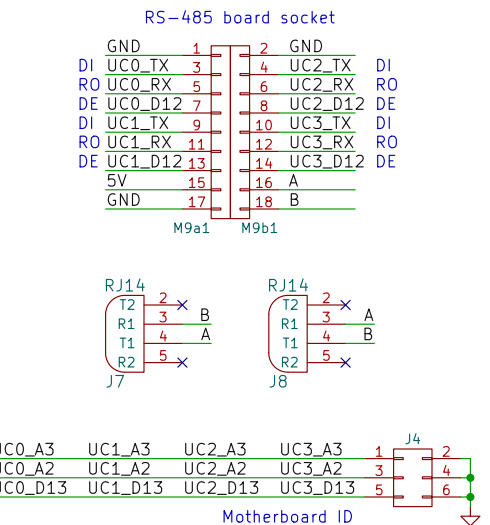 RS-485 board socket
GND 1 2 GND
DI UC0_TX 3 4 UC2_TX DI
RO UC0_RX 5 6 UC2_RX RO
DE UC0_D12 7 8 UC2_D12 DE
DI UC1_TX 9 10 UC3_TX DI
RO UC1_RX 11 12 UC3_RX RO
DE UC1_D12 13 14 UC3_D12 DE
5V 15 16 A
GND 17 18 B
M9a1 M9b1
RJ14 RJ14
T2 2 T2 2
R1 3 B R1 3 A
T1 4 A T1 4 B
R2 5 R2 5
J7 J8
J4
UC0_A3 UC1_A3 UC2_A3 UC3_A3 1 2
UC0_A2 UC1_A2 UC2_A2 UC3_A2 3 4
UC0_D13 UC1_D13 UC2_D13 UC3_D13 5 6
Motherboard ID